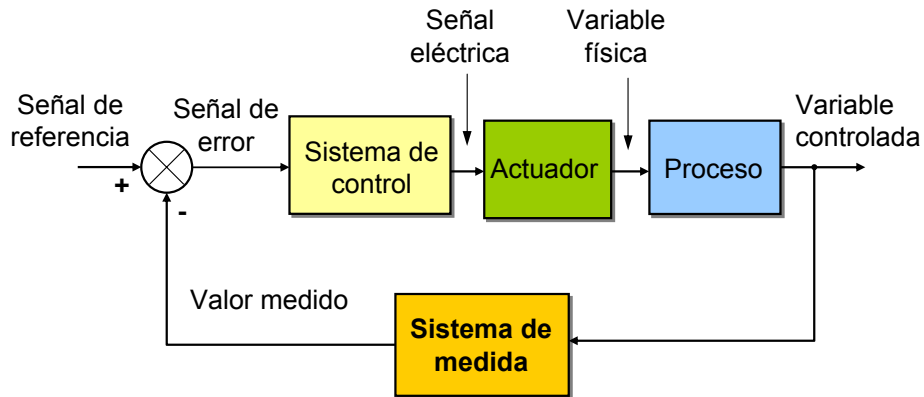 Señal
eléctrica
Variable
física
Señal de
referencia
Señal de
error
Sistema de
control
Actuador
Proceso
Variable
controlada
+
-
Valor medido
Sistema de
medida